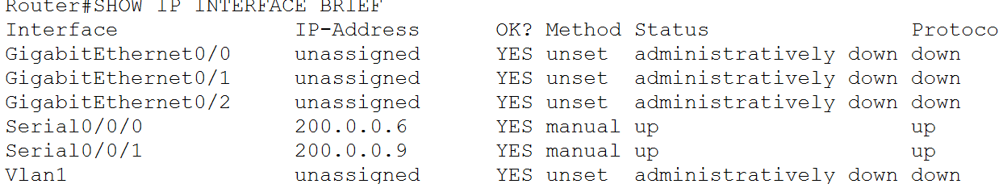 Router#SHOW IP INTERFACE BRIEF
Interface IP-Address OK? Method Status Protoco
GigabitEthernet0/0 unassigned YES unset administratively down down
GigabitEthernet0/1 unassigned YES unset administratively down down
GigabitEthernet0/2 unassigned YES unset administratively down down
Serial0/0/0 200.0.0.6 YES manual up up
Serial0/0/1 200.0.0.9 YES manual up up
Vlan1 unassigned YES unset administratively down down